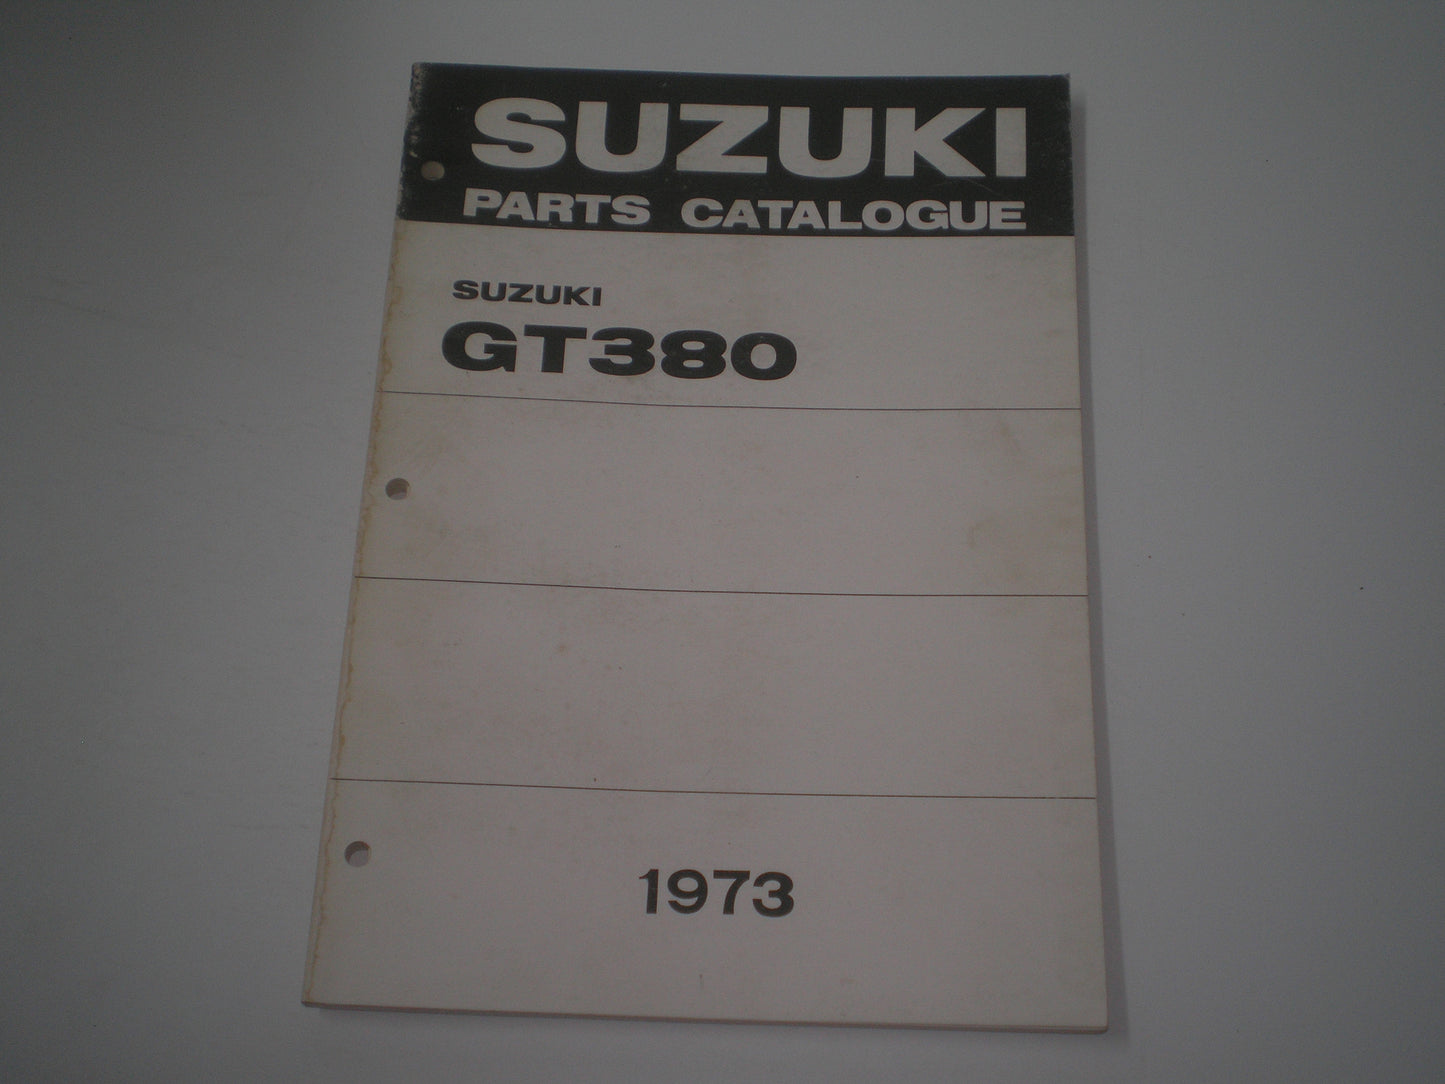 SUZUKI
PARTS CATALOGUE
SUZUKI
GT380
1973